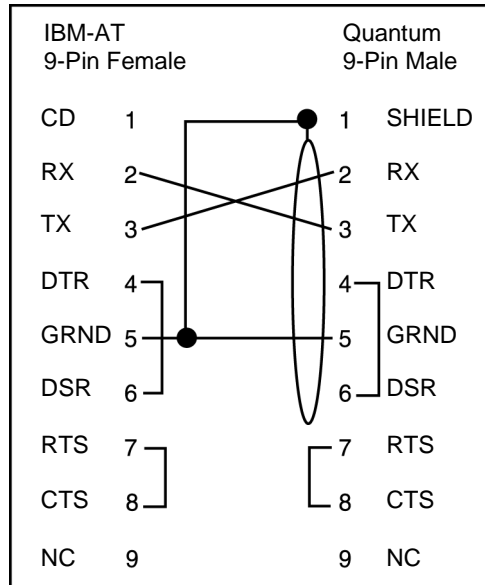 IBM-AT Quantum
9-Pin Female 9-Pin Male
CD 1 1 SHIELD
RX 2 2 RX
TX 3 3 TX
DTR 4 4 DTR
GRND 5 5 GRND
DSR 6 6 DSR
RTS 7 7 RTS
CTS 8 8 CTS
NC 9 9 NC